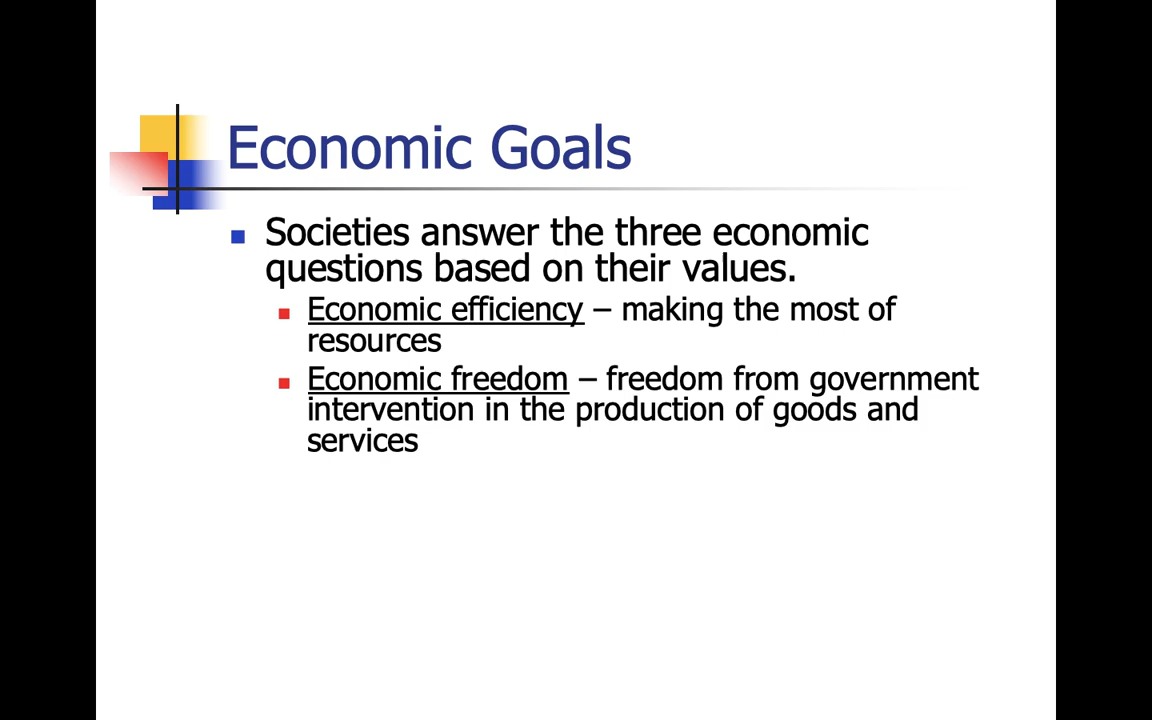 Economic Goals
Societies answer the three economic
questions based on their values.
Economic efficiency – making the most of
resources
Economic freedom – freedom from government
intervention in the production of goods and
services